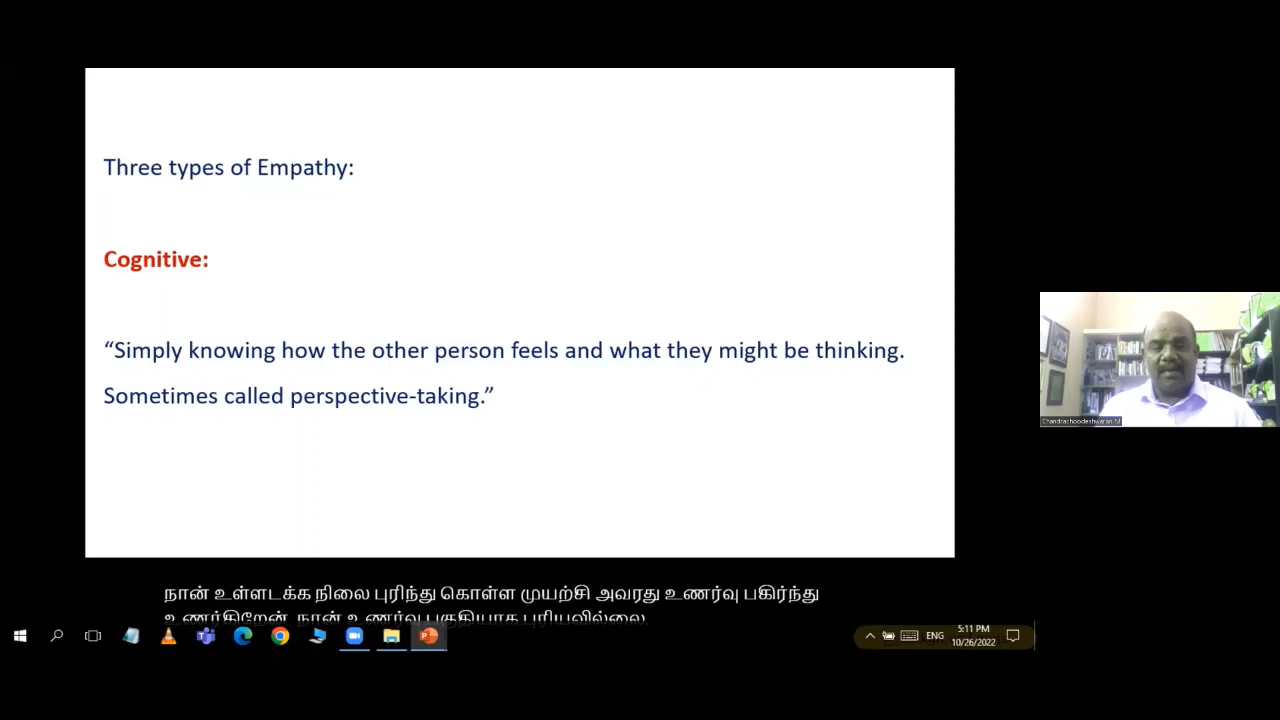 Three types of Empathy:
Cognitive:
“Simply knowing how the other person feels and what they might be thinking.
Sometimes called perspective-taking.”
Chandrachoodeshwaran M
நான் உள்ளடக்க நிலை புரிந்து கொள்ள முயற்சி அவரது உணர்வு பகிர்ந்து
உணர்கிறேன். நான் உணர்வு பகுதியாக புரியவில்லை.
ENG
5:11 PM
10/26/2022